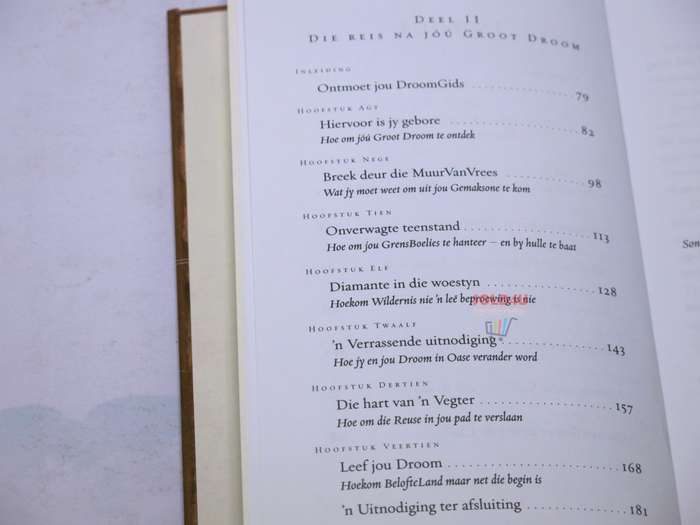 DEEL II
DIE REIS NA JÓÚ GROOT DROOM
INLEIDING
Ontmoet jou DroomGids . . . . . . . . . . . . . . 79
HOOFSTUK AGT
Hiervoor is jy gebore . . . . . . . . . . . . . . . . . 82
Hoe om jóú Groot Droom te ontdek
HOOFSTUK NEGE
Breek deur die MuurVanVrees . . . . . . . . . . . 98
Wat jy moet weet om uit jou Gemaksone te kom
HOOFSTUK TIEN
Onverwagte teenstand . . . . . . . . . . . . . . . . 113
Hoe om jou GrensBoelies te hanteer – en by hulle te baat
HOOFSTUK ELF
Diamante in die woestyn . . . . . . . . . . . . . . 128
Hoekom Wildernis nie 'n leë beproewing is nie
HOOFSTUK TWAALF
'n Verrassende uitnodiging . . . . . . . . . . . . . 143
Hoe jy en jou Droom in Oase verander word
HOOFSTUK DERTIEN
Die hart van 'n Vegter . . . . . . . . . . . . . . . . 157
Hoe om die Reuse in jou pad te verslaan
HOOFSTUK VEERTIEN
Leef jou Droom . . . . . . . . . . . . . . . . . . . . 168
Hoekom BelofteLand maar net die begin is
'n Uitnodiging ter afsluiting . . . . . . . . . . . . 181
Son